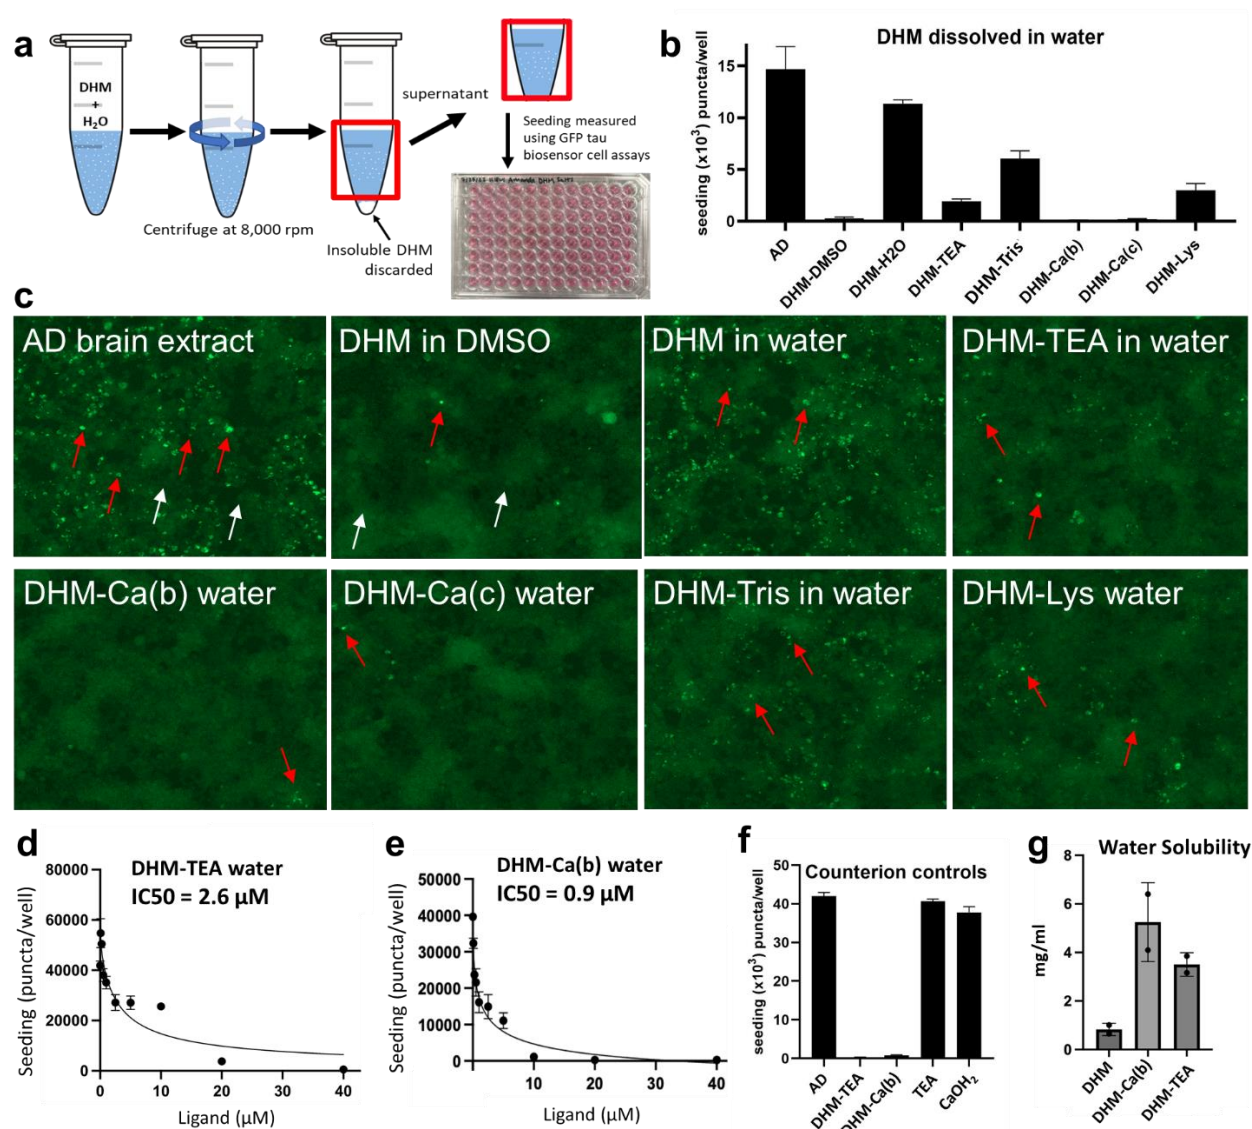 a
DHM
+
H2O
Centrifuge at 8,000 rpm
Insoluble DHM
discarded
supernatant
Seeding measured
using GFP tau
biosensor cell assays
b
DHM dissolved in water
seeding (x10³) puncta/well
15
10
5
0
AD
DHM-DMSO
DHM-H2O
DHM-TEA
DHM-Tris
DHM-Ca(b)
DHM-Ca(c)
DHM-Lys
c
AD brain extract
DHM in DMSO
DHM in water
DHM-TEA in water
DHM-Ca(b) water
DHM-Ca(c) water
DHM-Tris in water
DHM-Lys water
d
DHM-TEA water
IC50 = 2.6 µM
Seeding (puncta/well)
80000
60000
40000
20000
0
0 10 20 30 40
Ligand (µM)
e
DHM-Ca(b) water
IC50 = 0.9 µM
Seeding (puncta/well)
50000
40000
30000
20000
10000
0
10 20 30 40
Ligand (µM)
f
Counterion controls
seeding (x10³) puncta/well
50
40
30
20
10
0
AD
DHM-TEA
DHM-Ca(b)
TEA
CaOH2
g
Water Solubility
mg/ml
8
6
4
2
0
DHM
DHM-Ca(b)
DHM-TEA